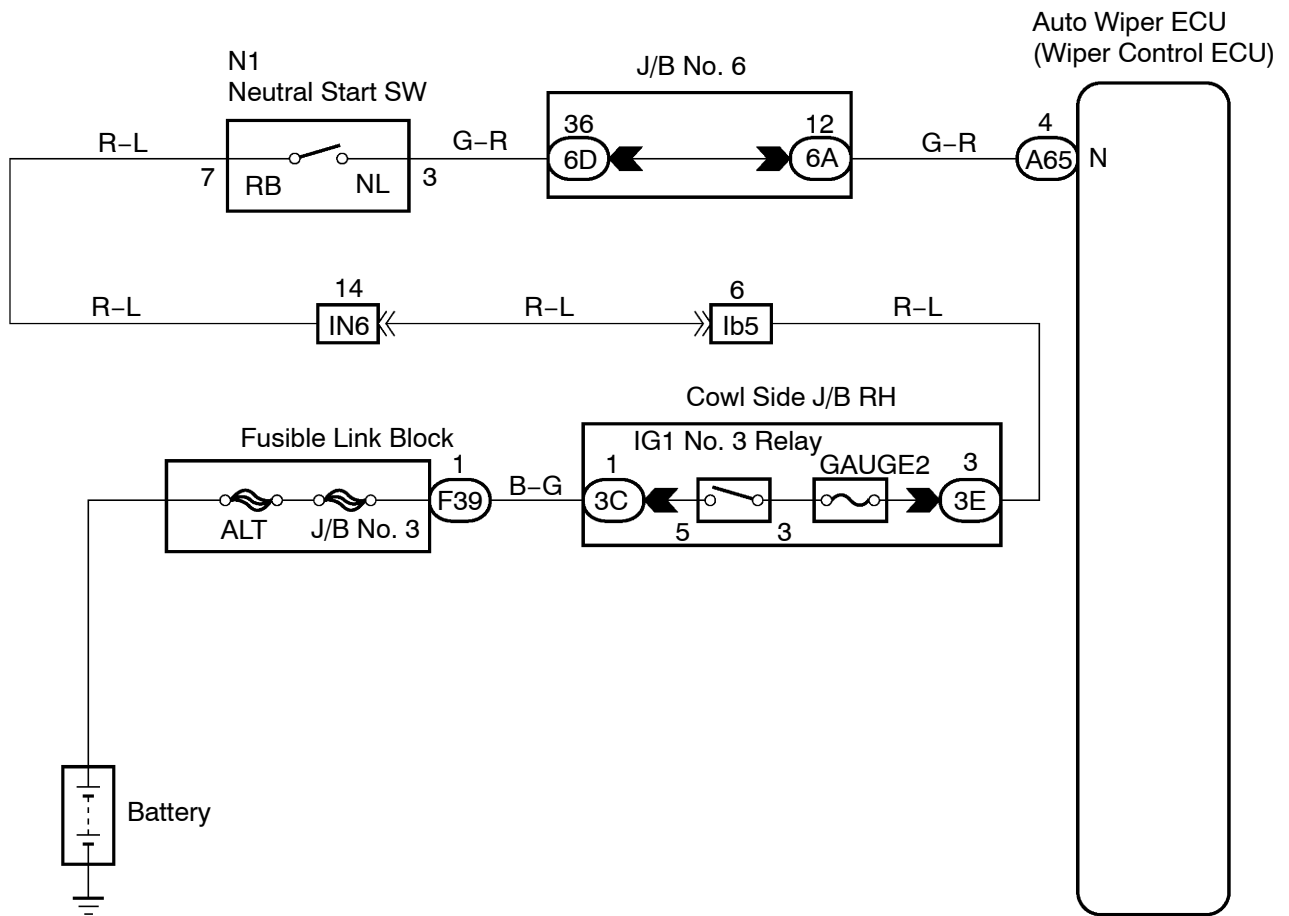 Auto Wiper ECU
(Wiper Control ECU)
N1
Neutral Start SW
J/B No. 6
R–L
7
RB
NL
3
G–R
36
6D
12
6A
G–R
4
A65
N
R–L
14
IN6
R–L
6
Ib5
R–L
Cowl Side J/B RH
Fusible Link Block
IG1 No. 3 Relay
GAUGE2
ALT
J/B No. 3
1
F39
B–G
1
3C
5
3
3
3E
Battery